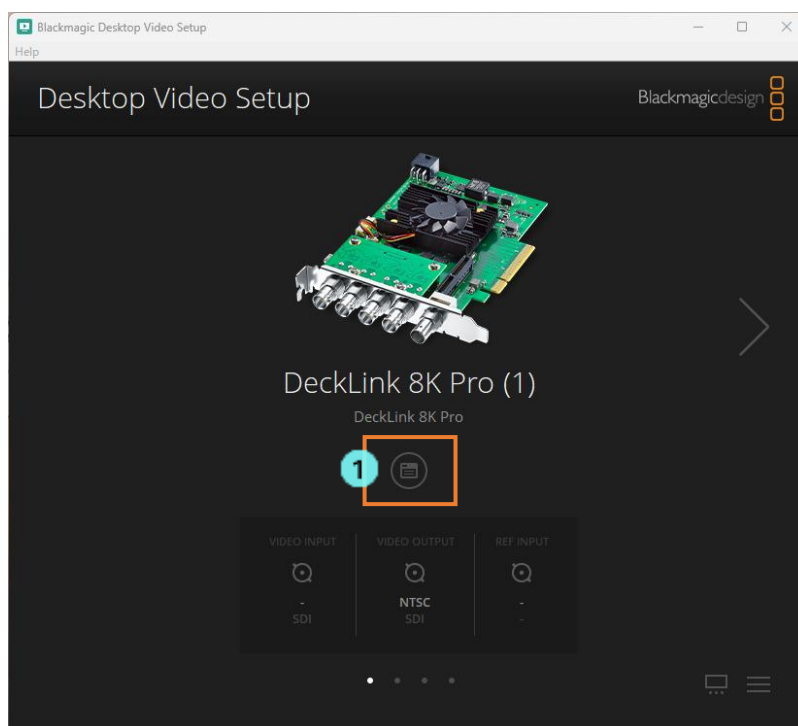 Blackmagic Desktop Video Setup
Help
Desktop Video Setup
Blackmagicdesign
DeckLink 8K Pro (1)
DeckLink 8K Pro
1
VIDEO INPUT VIDEO OUTPUT REF INPUT
- NTSC -
SDI SDI -